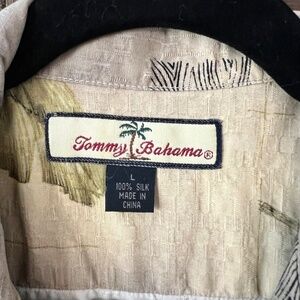 Tommy Bahama®
L
100% SILK
MADE IN
CHINA